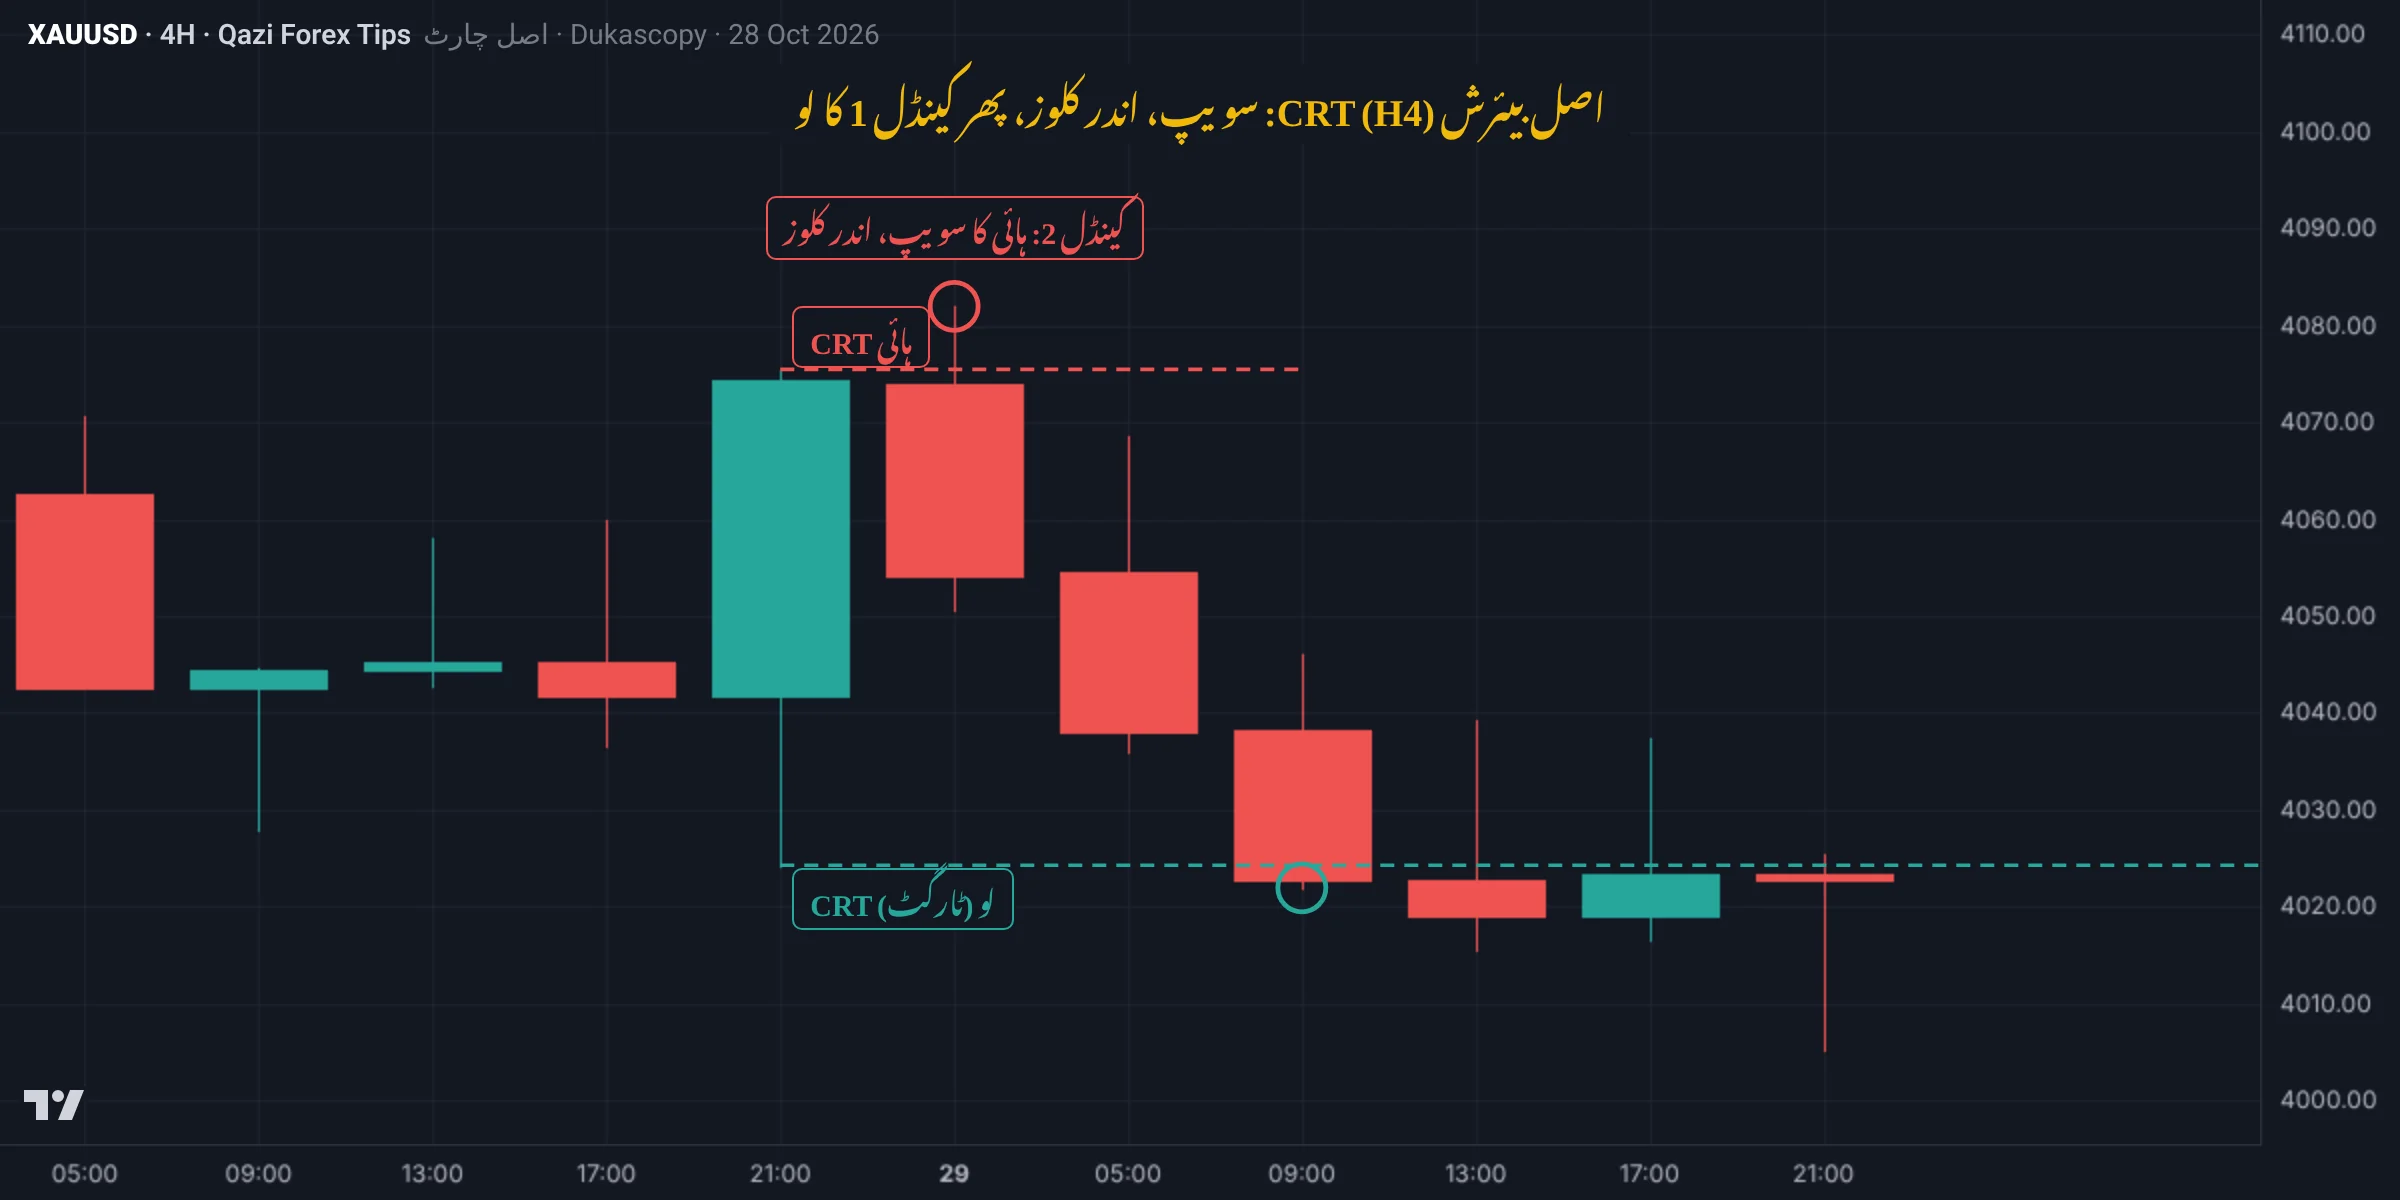 XAUUSD · 4H · Qazi Forex Tips اصل چارٹ · Dukascopy · 28 Oct 2026
اصل بیئرش CRT (H4): سویپ، اندر کلوز، پھر کینڈل 1 کا لو
کینڈل 2: ہائی کا سویپ، اندر کلوز
CRT ہائی
CRT لو (ٹارگٹ)
4110.00
4100.00
4090.00
4080.00
4070.00
4060.00
4050.00
4040.00
4030.00
4020.00
4010.00
4000.00
05:00 09:00 13:00 17:00 21:00 29 05:00 09:00 13:00 17:00 21:00